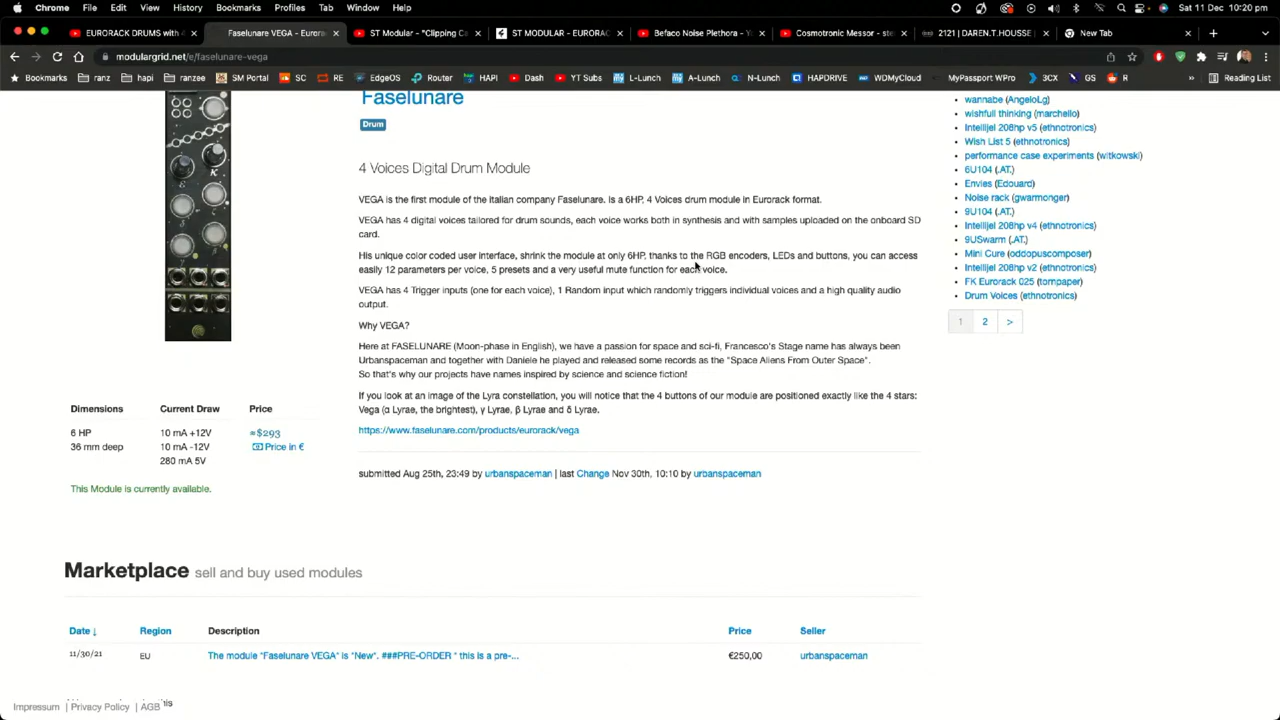 Chrome File Edit View History Bookmarks Profiles Tab Window Help Sat 11 Dec 10:20 pm
EURORACK DRUMS with 4 Faselunare VEGA - Eurora ST Modular - "Clipping Ca ST MODULAR - EURORAC Befaco Noise Plethora - Yo Cosmotronic Messor - ster 2121 | DAREN.T.HOUSSE | New Tab
modulargrid.net/e/faselunare-vega
Bookmarks ranz hapi ranzee SM Portal SC RE EdgeOS Router HAPI Dash YT Subs L-Lunch A-Lunch N-Lunch HAPDRIVE WDMyCloud MyPassport WPro 3CX GS R Reading List
Faselunare
Drum
4 Voices Digital Drum Module
VEGA is the first module of the Italian company Faselunare. Is a 6HP, 4 Voices drum module in Eurorack format.
VEGA has 4 digital voices tailored for drum sounds, each voice works both in synthesis and with samples uploaded on the onboard SD
card.
His unique color coded user interface, shrink the module at only 6HP, thanks to the RGB encoders, LEDs and buttons, you can access
easily 12 parameters per voice, 5 presets and a very useful mute function for each voice.
VEGA has 4 Trigger inputs (one for each voice), 1 Random input which randomly triggers individual voices and a high quality audio
output.
Why VEGA?
Here at FASELUNARE (Moon-phase in English), we have a passion for space and sci-fi, Francesco's Stage name has always been
Urbanspaceman and together with Daniele he played and released some records as the "Space Aliens From Outer Space".
So that's why our projects have names inspired by science and science fiction!
If you look at an image of the Lyra constellation, you will notice that the 4 buttons of our module are positioned exactly like the 4 stars:
Vega (α Lyrae, the brightest), γ Lyrae, β Lyrae and δ Lyrae.
https://www.faselunare.com/products/eurorack/vega
submitted Aug 25th, 23:49 by urbanspaceman | last Change Nov 30th, 10:10 by urbanspaceman
wannabe (AngeloLg)
wishfull thinking (marchello)
Intellijel 208hp v5 (ethnotronics)
Wish List 5 (ethnotronics)
performance case experiments (witkowski)
6U104 (.AT.)
Envies (Edouard)
Noise rack (gwarmonger)
9U104 (.AT.)
Intellijel 208hp v4 (ethnotronics)
9USwarm (.AT.)
Mini Cure (oddopuscomposer)
Intellijel 208hp v2 (ethnotronics)
FK Eurorack 025 (tornpaper)
Drum Voices (ethnotronics)
1 2 >
Dimensions Current Draw Price
6 HP 10 mA +12V ≈$293
36 mm deep 10 mA -12V Price in €
280 mA 5V
This Module is currently available.
Marketplace sell and buy used modules
Date ↓ Region Description Price Seller
11/30/21 EU The module "Faselunare VEGA" is "New". ###PRE-ORDER * this is a pre-... €250,00 urbanspaceman
Impressum | Privacy Policy | AGB